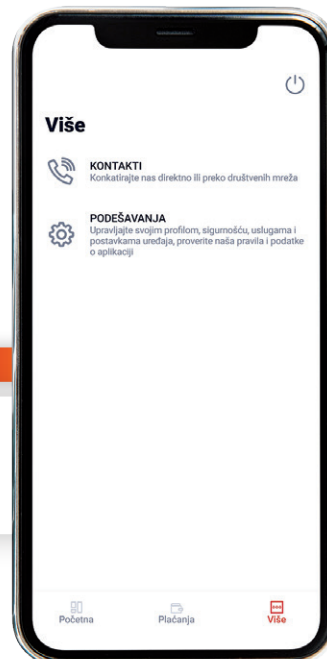 Više
KONTAKTI
Konkatirajte nas direktno ili preko društvenih mreža
PODEŠAVANJA
Upravljajte svojim profilom, sigurnošću, uslugama i
postavkama uređaja, proverite naša pravila i podatke
o aplikaciji
Početna
Plaćanja
Više